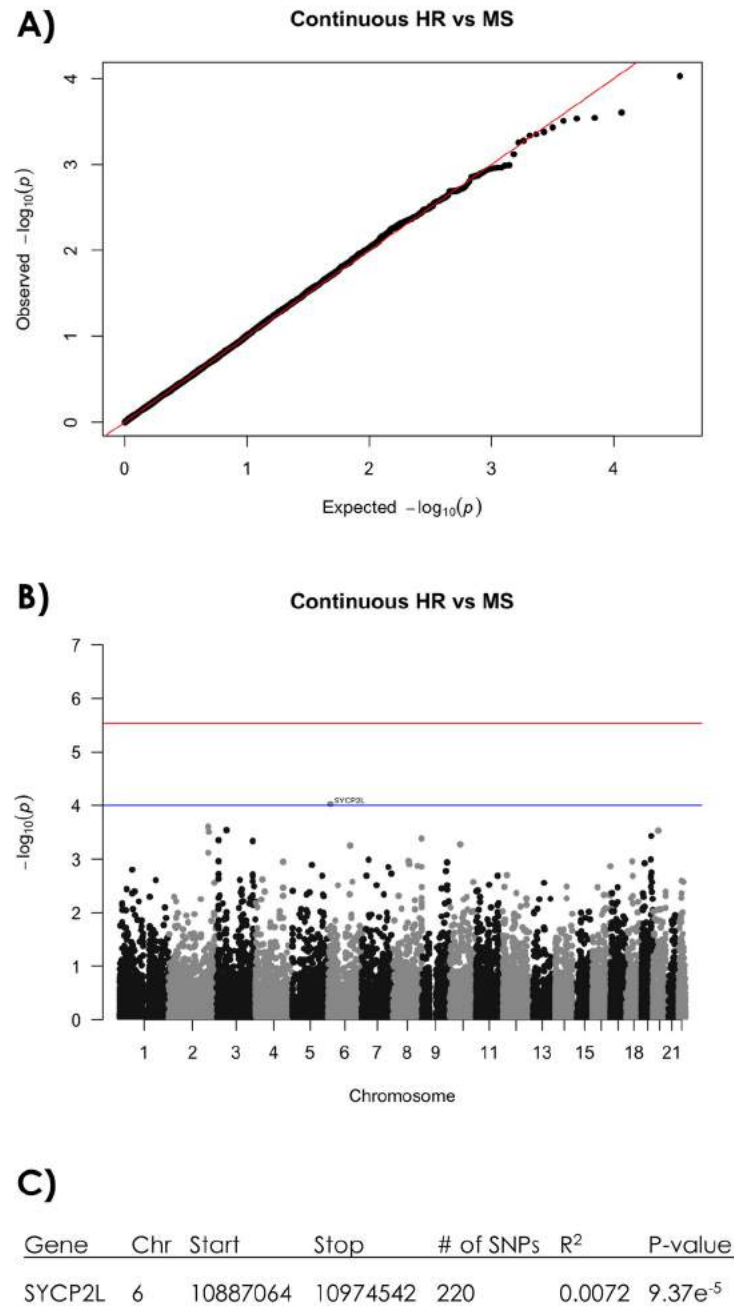 A)
Continuous HR vs MS
4
3
2
1
0
Observed −log₁₀(p)
0 1 2 3 4
Expected −log₁₀(p)
B)
Continuous HR vs MS
7
6
5
4
3
2
1
0
−log₁₀(p)
SYCP2L
1 2 3 4 5 6 7 8 9 11 13 15 18 21
Chromosome
C)
Gene Chr Start Stop # of SNPs R² P-value
SYCP2L 6 10887064 10974542 220 0.0072 9.37e⁻⁵